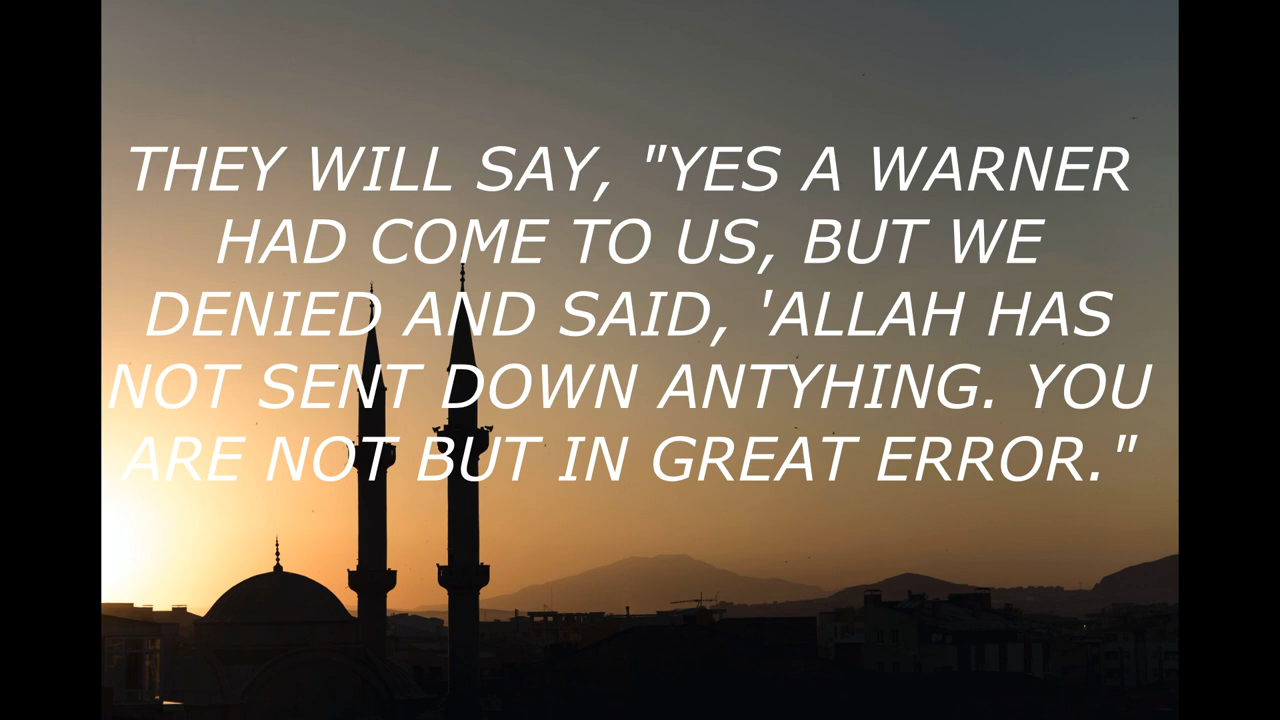 THEY WILL SAY, "YES A WARNER
HAD COME TO US, BUT WE
DENIED AND SAID, 'ALLAH HAS
NOT SENT DOWN ANTYHING. YOU
ARE NOT BUT IN GREAT ERROR."